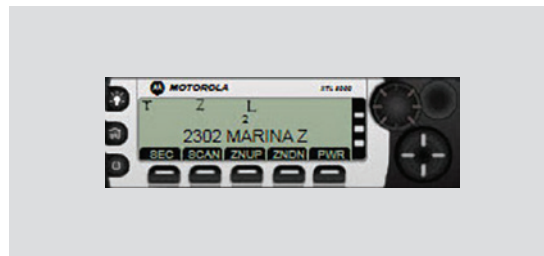 MOTOROLA XTL 5000
T Z L
2
2302 MARINA Z
SEC SCAN ZNUP ZNDN PWR